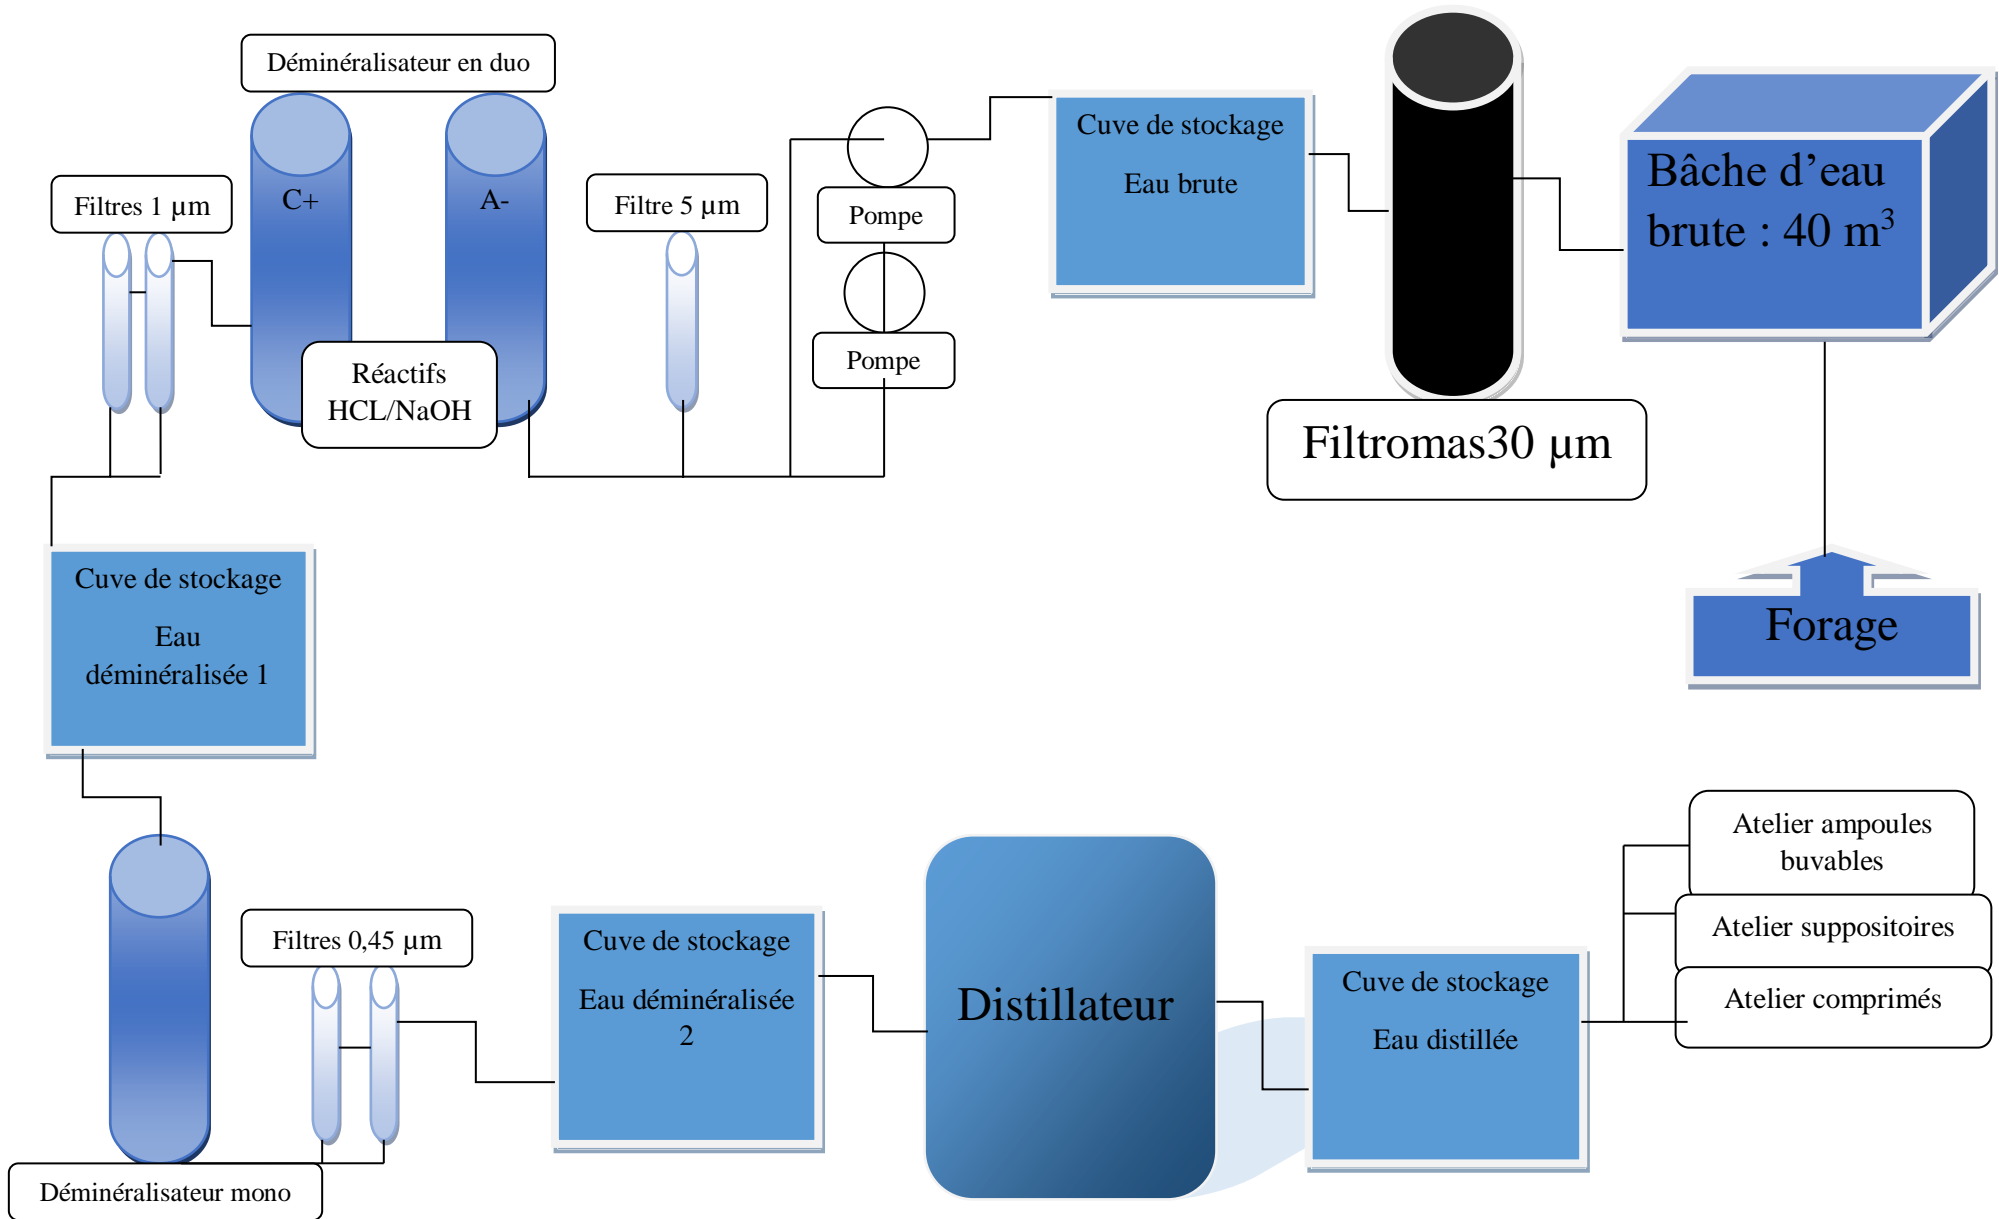 Déminéralisateur en duo
Filtres 1 µm
C+
A-
Réactifs
HCL/NaOH
Filtre 5 µm
Pompe
Pompe
Cuve de stockage
Eau brute
Filtromas30 µm
Bâche d’eau
brute : 40 m³
Forage
Cuve de stockage
Eau
déminéralisée 1
Déminéralisateur mono
Filtres 0,45 µm
Cuve de stockage
Eau déminéralisée
2
Distillateur
Cuve de stockage
Eau distillée
Atelier ampoules
buvables
Atelier suppositoires
Atelier comprimés